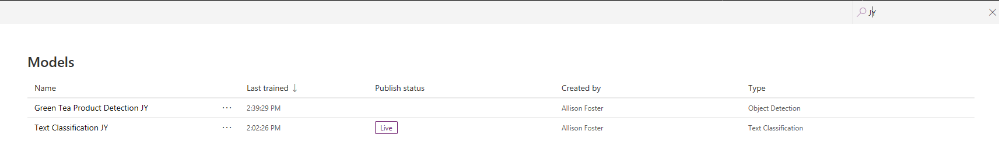 JY
Models
Name Last trained ↓ Publish status Created by Type
Green Tea Product Detection JY ... 2:39:29 PM Allison Foster Object Detection
Text Classification JY ... 2:02:26 PM Live Allison Foster Text Classification